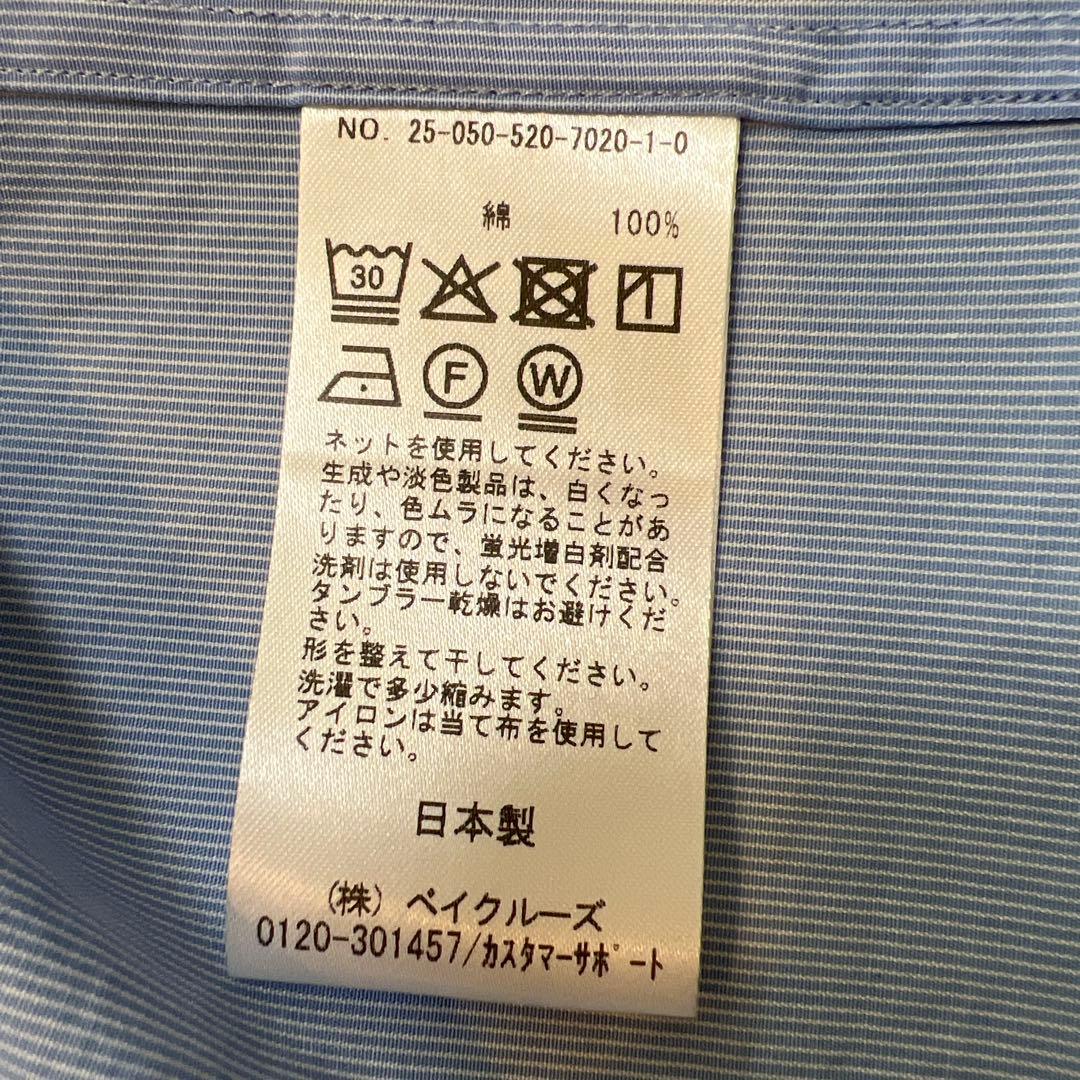 NO. 25-050-520-7020-1-0
綿 100%
30
F W
ネットを使用してください。
生成や淡色製品は、白くなっ
たり、色ムラになることがあ
りますので、蛍光増白剤配合
洗剤は使用しないでください。
タンブラー乾燥はお避けくだ
さい。
形を整えて干してください。
洗濯で多少縮みます。
アイロンは当て布を使用して
ください。
日本製
(株) ベイクルーズ
0120-301457/カスタマーサポート